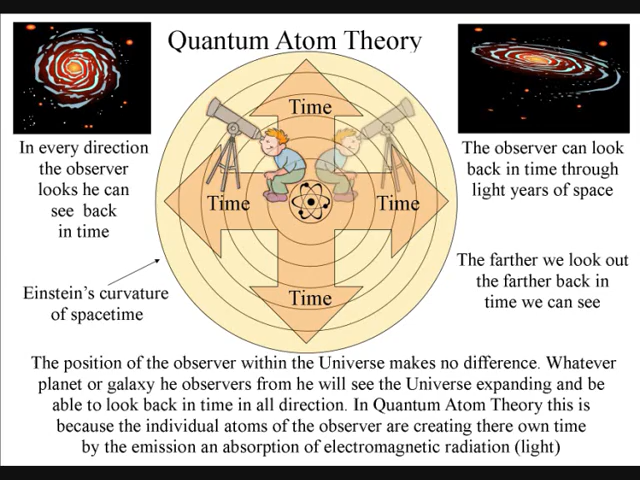 Quantum Atom Theory
Time
In every direction
the observer
looks he can
see back
in time
The observer can look
back in time through
light years of space
Time
Time
The farther we look out
the farther back in
time we can see
Einstein's curvature
of spacetime
Time
The position of the observer within the Universe makes no difference. Whatever
planet or galaxy he observers from he will see the Universe expanding and be
able to look back in time in all direction. In Quantum Atom Theory this is
because the individual atoms of the observer are creating there own time
by the emission an absorption of electromagnetic radiation (light)